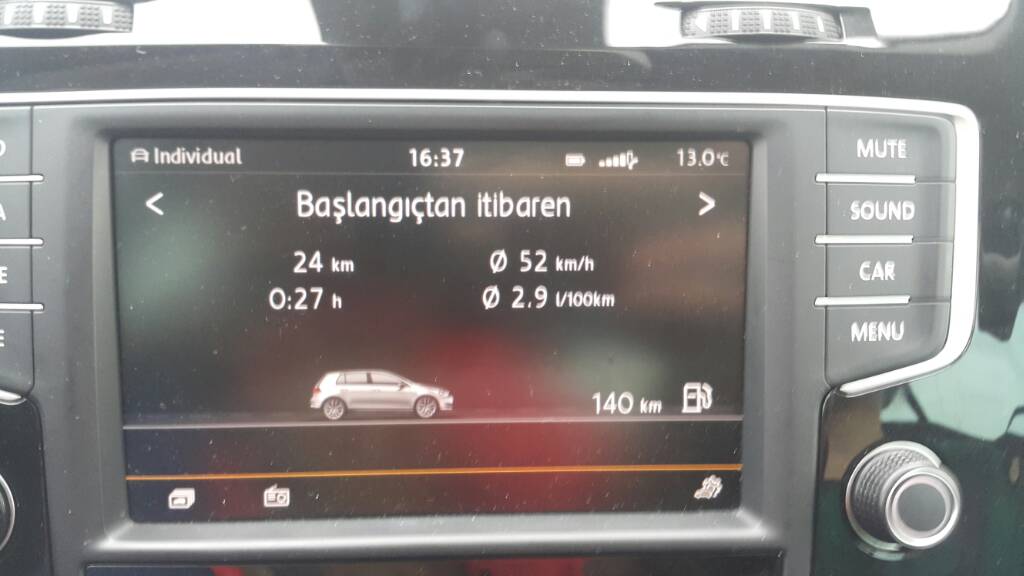 Individual 16:37 13.0°C
< Başlangıçtan itibaren >
24 km Ø 52 km/h
0:27 h Ø 2.9 l/100km
140 km
MUTE
SOUND
CAR
MENU